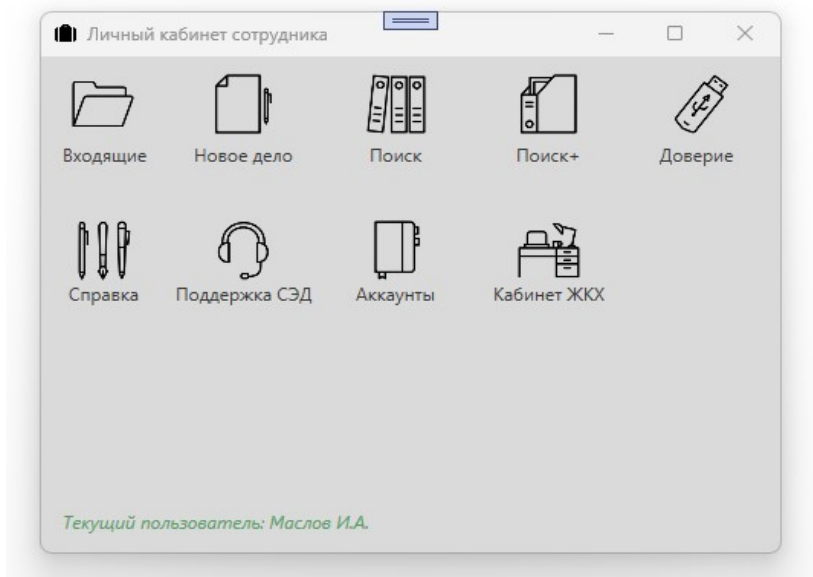 Личный кабинет сотрудника
Входящие Новое дело Поиск Поиск+ Доверие
Справка Поддержка СЭД Аккаунты Кабинет ЖКХ
Текущий пользователь: Маслов И.А.